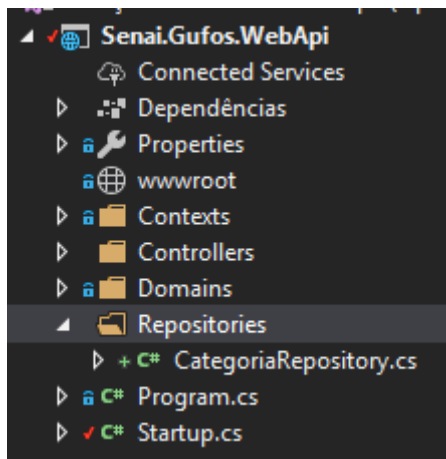 Senai.Gufos.WebApi
Connected Services
Dependências
Properties
wwwroot
Contexts
Controllers
Domains
Repositories
C# CategoriaRepository.cs
C# Program.cs
C# Startup.cs